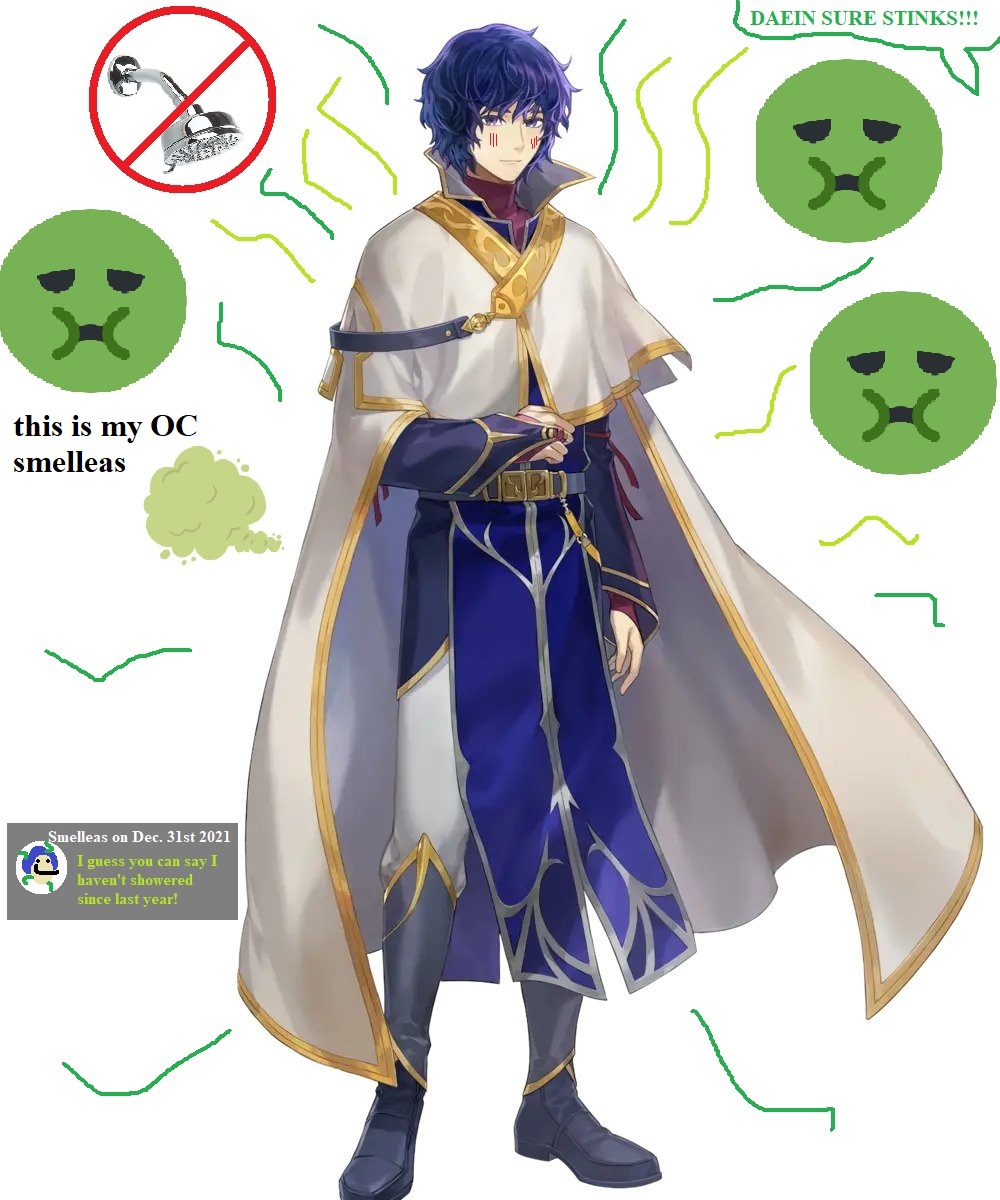 DAEIN SURE STINKS!!!
this is my OC
smelleas
Smelleas on Dec. 31st 2021
I guess you can say I
haven't showered
since last year!